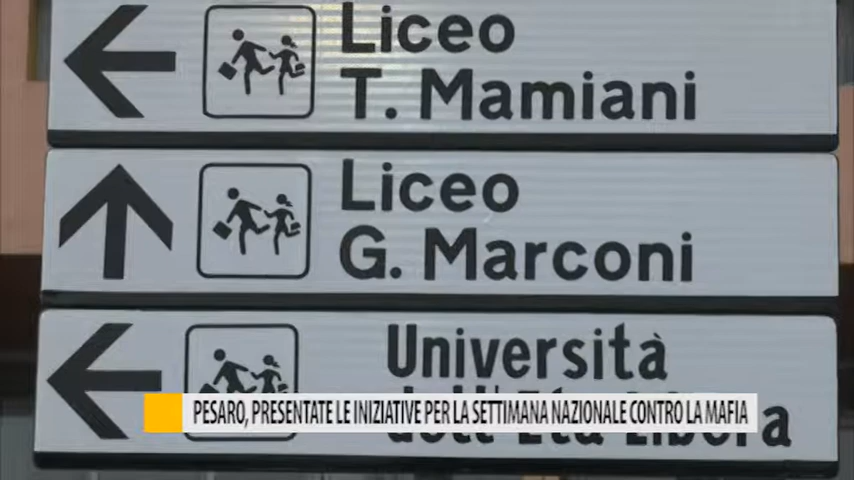 Liceo
T. Mamiani
Liceo
G. Marconi
Università
dell'Età Libera
PESARO, PRESENTATE LE INIZIATIVE PER LA SETTIMANA NAZIONALE CONTRO LA MAFIA